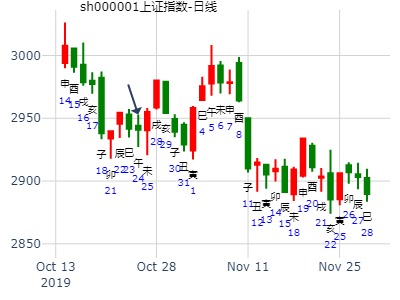 sh000001上证指数-日线
3000
2950
2900
2850
申 酉 戌 亥 子 卯 辰 巳 午 未 戌 亥 子 丑 寅 巳 午 未 申 酉 子 丑 寅 卯 辰 未 申 酉 戌 亥 寅 卯 辰 巳
14 15 16 17 18 21 22 23 24 25 28 29 30 31 1 4 5 6 7 8 11 12 13 14 15 18 19 20 21 22 25 26 27 28
Oct 13 Oct 28 Nov 11 Nov 25
2019